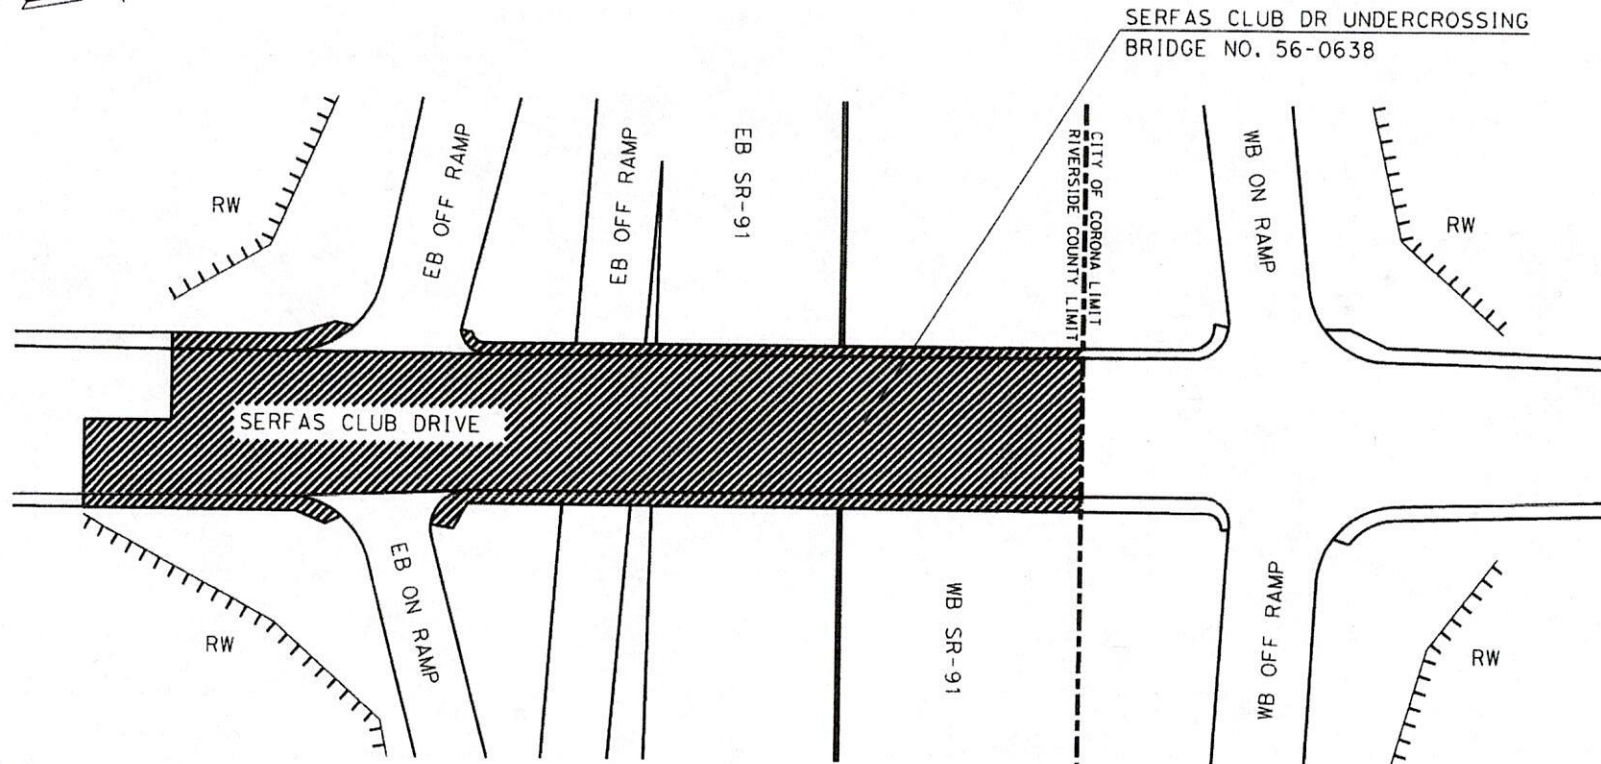 SERFAS CLUB DR UNDERCROSSING
BRIDGE NO. 56-0638
RW
EB OFF RAMP
EB OFF RAMP
EB SR-91
CITY OF CORONA LIMIT
RIVERSIDE COUNTY LIMIT
WB ON RAMP
RW
SERFAS CLUB DRIVE
RW
EB ON RAMP
WB SR-91
WB OFF RAMP
RW